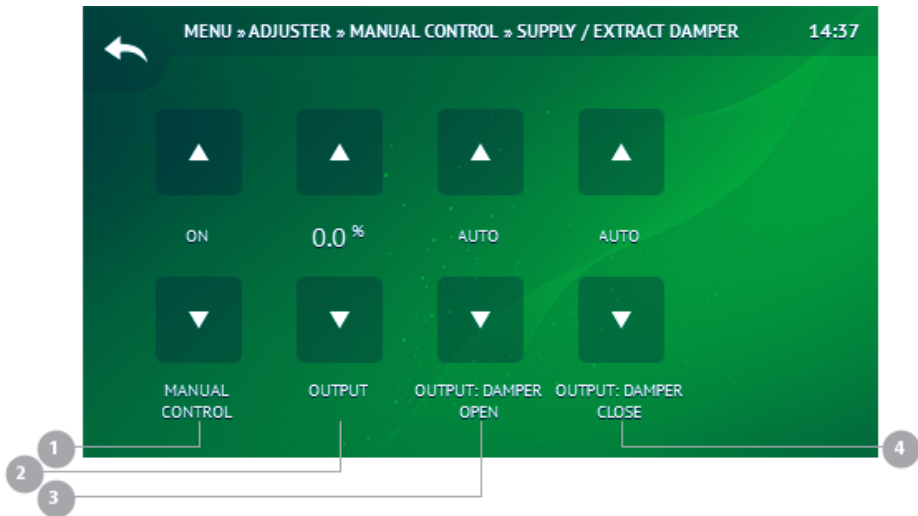 MENU » ADJUSTER » MANUAL CONTROL » SUPPLY / EXTRACT DAMPER 14:37
ON 0.0 % AUTO AUTO
MANUAL CONTROL
OUTPUT
OUTPUT: DAMPER OPEN
OUTPUT: DAMPER CLOSE
1
2
3
4